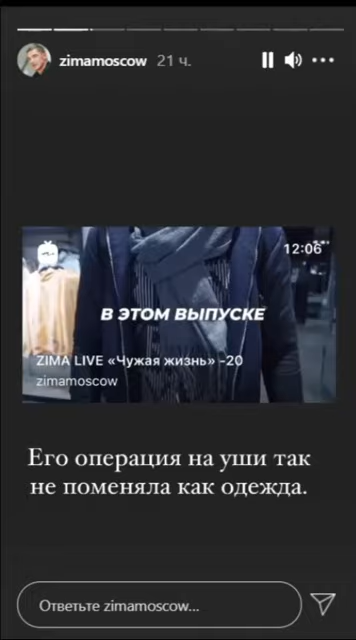 zimamoscow 21 ч.
12:06
В ЭТОМ ВЫПУСКЕ
ZIMA LIVE «Чужая жизнь» -20
zimamoscow
Его операция на уши так
не поменяла как одежда.
Ответьте zimamoscow...